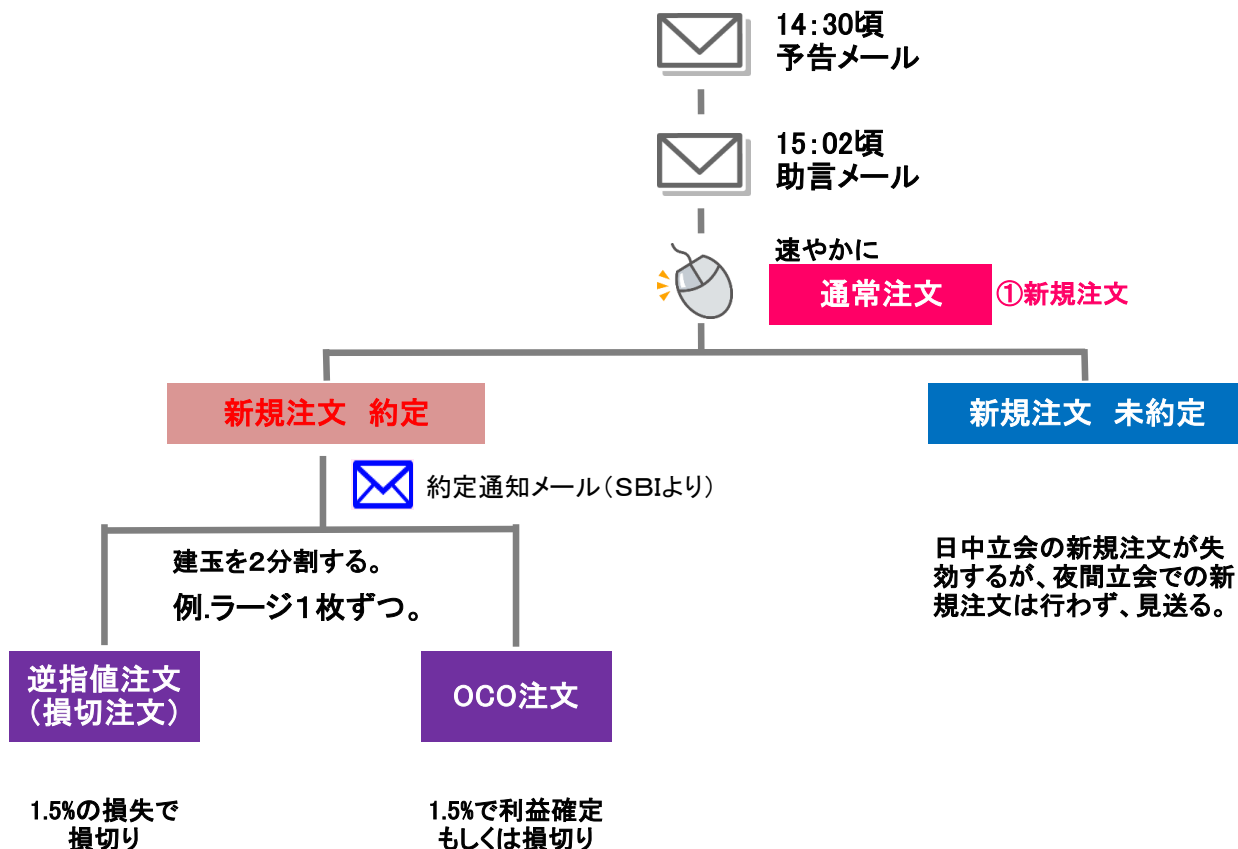 14:30頃
予告メール
15:02頃
助言メール
速やかに
通常注文
①新規注文
新規注文　約定
新規注文　未約定
約定通知メール(SBIより)
建玉を2分割する。
例.ラージ1枚ずつ。
日中立会の新規注文が失
効するが、夜間立会での新
規注文は行わず、見送る。
逆指値注文
(損切注文)
OCO注文
1.5%の損失で
損切り
1.5%で利益確定
もしくは損切り